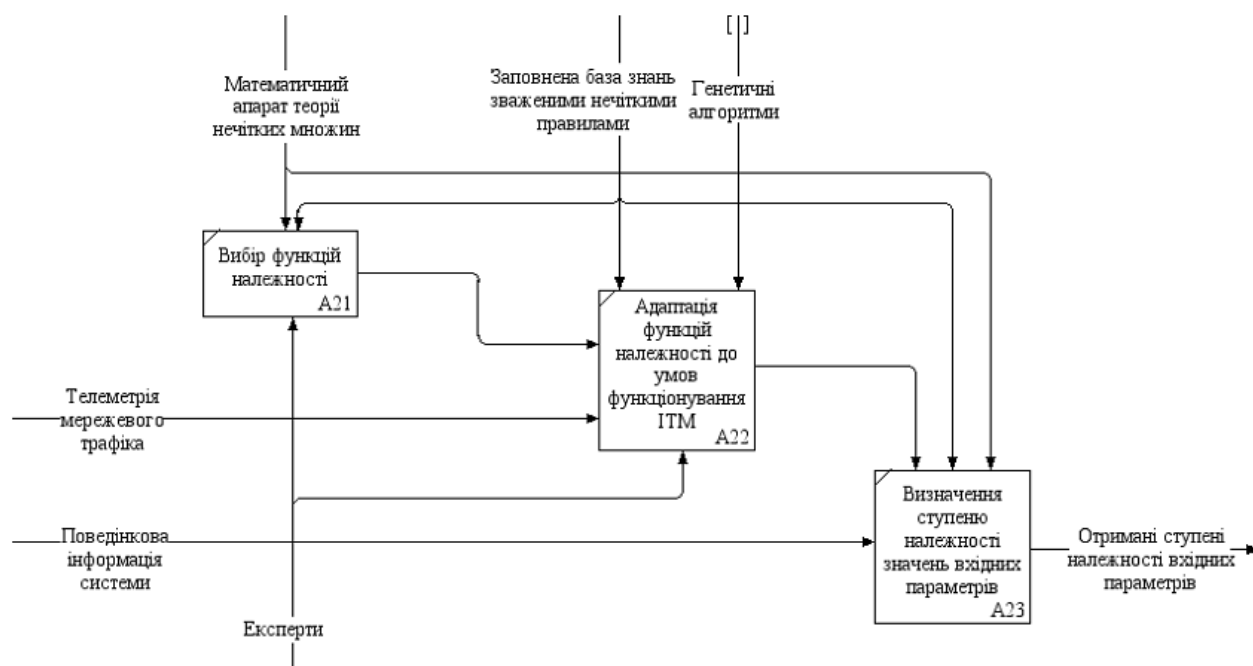 [ ]
Математичний
апарат теорії
нечітких множин
Заповнена база знань
зваженими нечіткими
правилами
Генетичні
алгоритми
Вибір функцій
належності
A21
Адаптація
функцій
належності до
умов
функціонування
ІТМ
A22
Телеметрія
мережевого
трафіка
Визначення
ступеню
належності
значень вхідних
параметрів
A23
Поведінкова
інформація
системи
Отримані ступені
належності вхідних
параметрів
Експерти